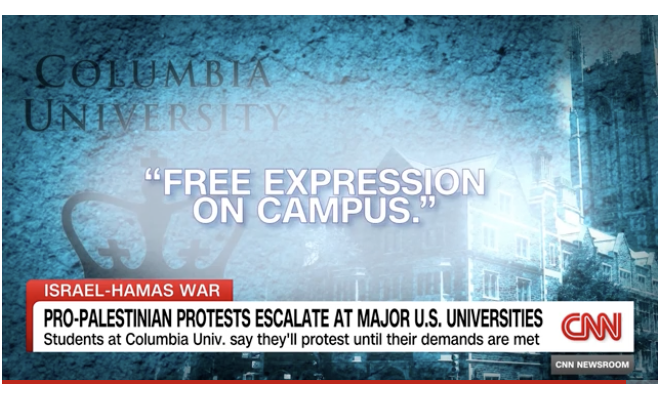 COLUMBIA
UNIVERSITY
“FREE EXPRESSION
ON CAMPUS.”
ISRAEL-HAMAS WAR
PRO-PALESTINIAN PROTESTS ESCALATE AT MAJOR U.S. UNIVERSITIES
Students at Columbia Univ. say they'll protest until their demands are met
CNN
CNN NEWSROOM